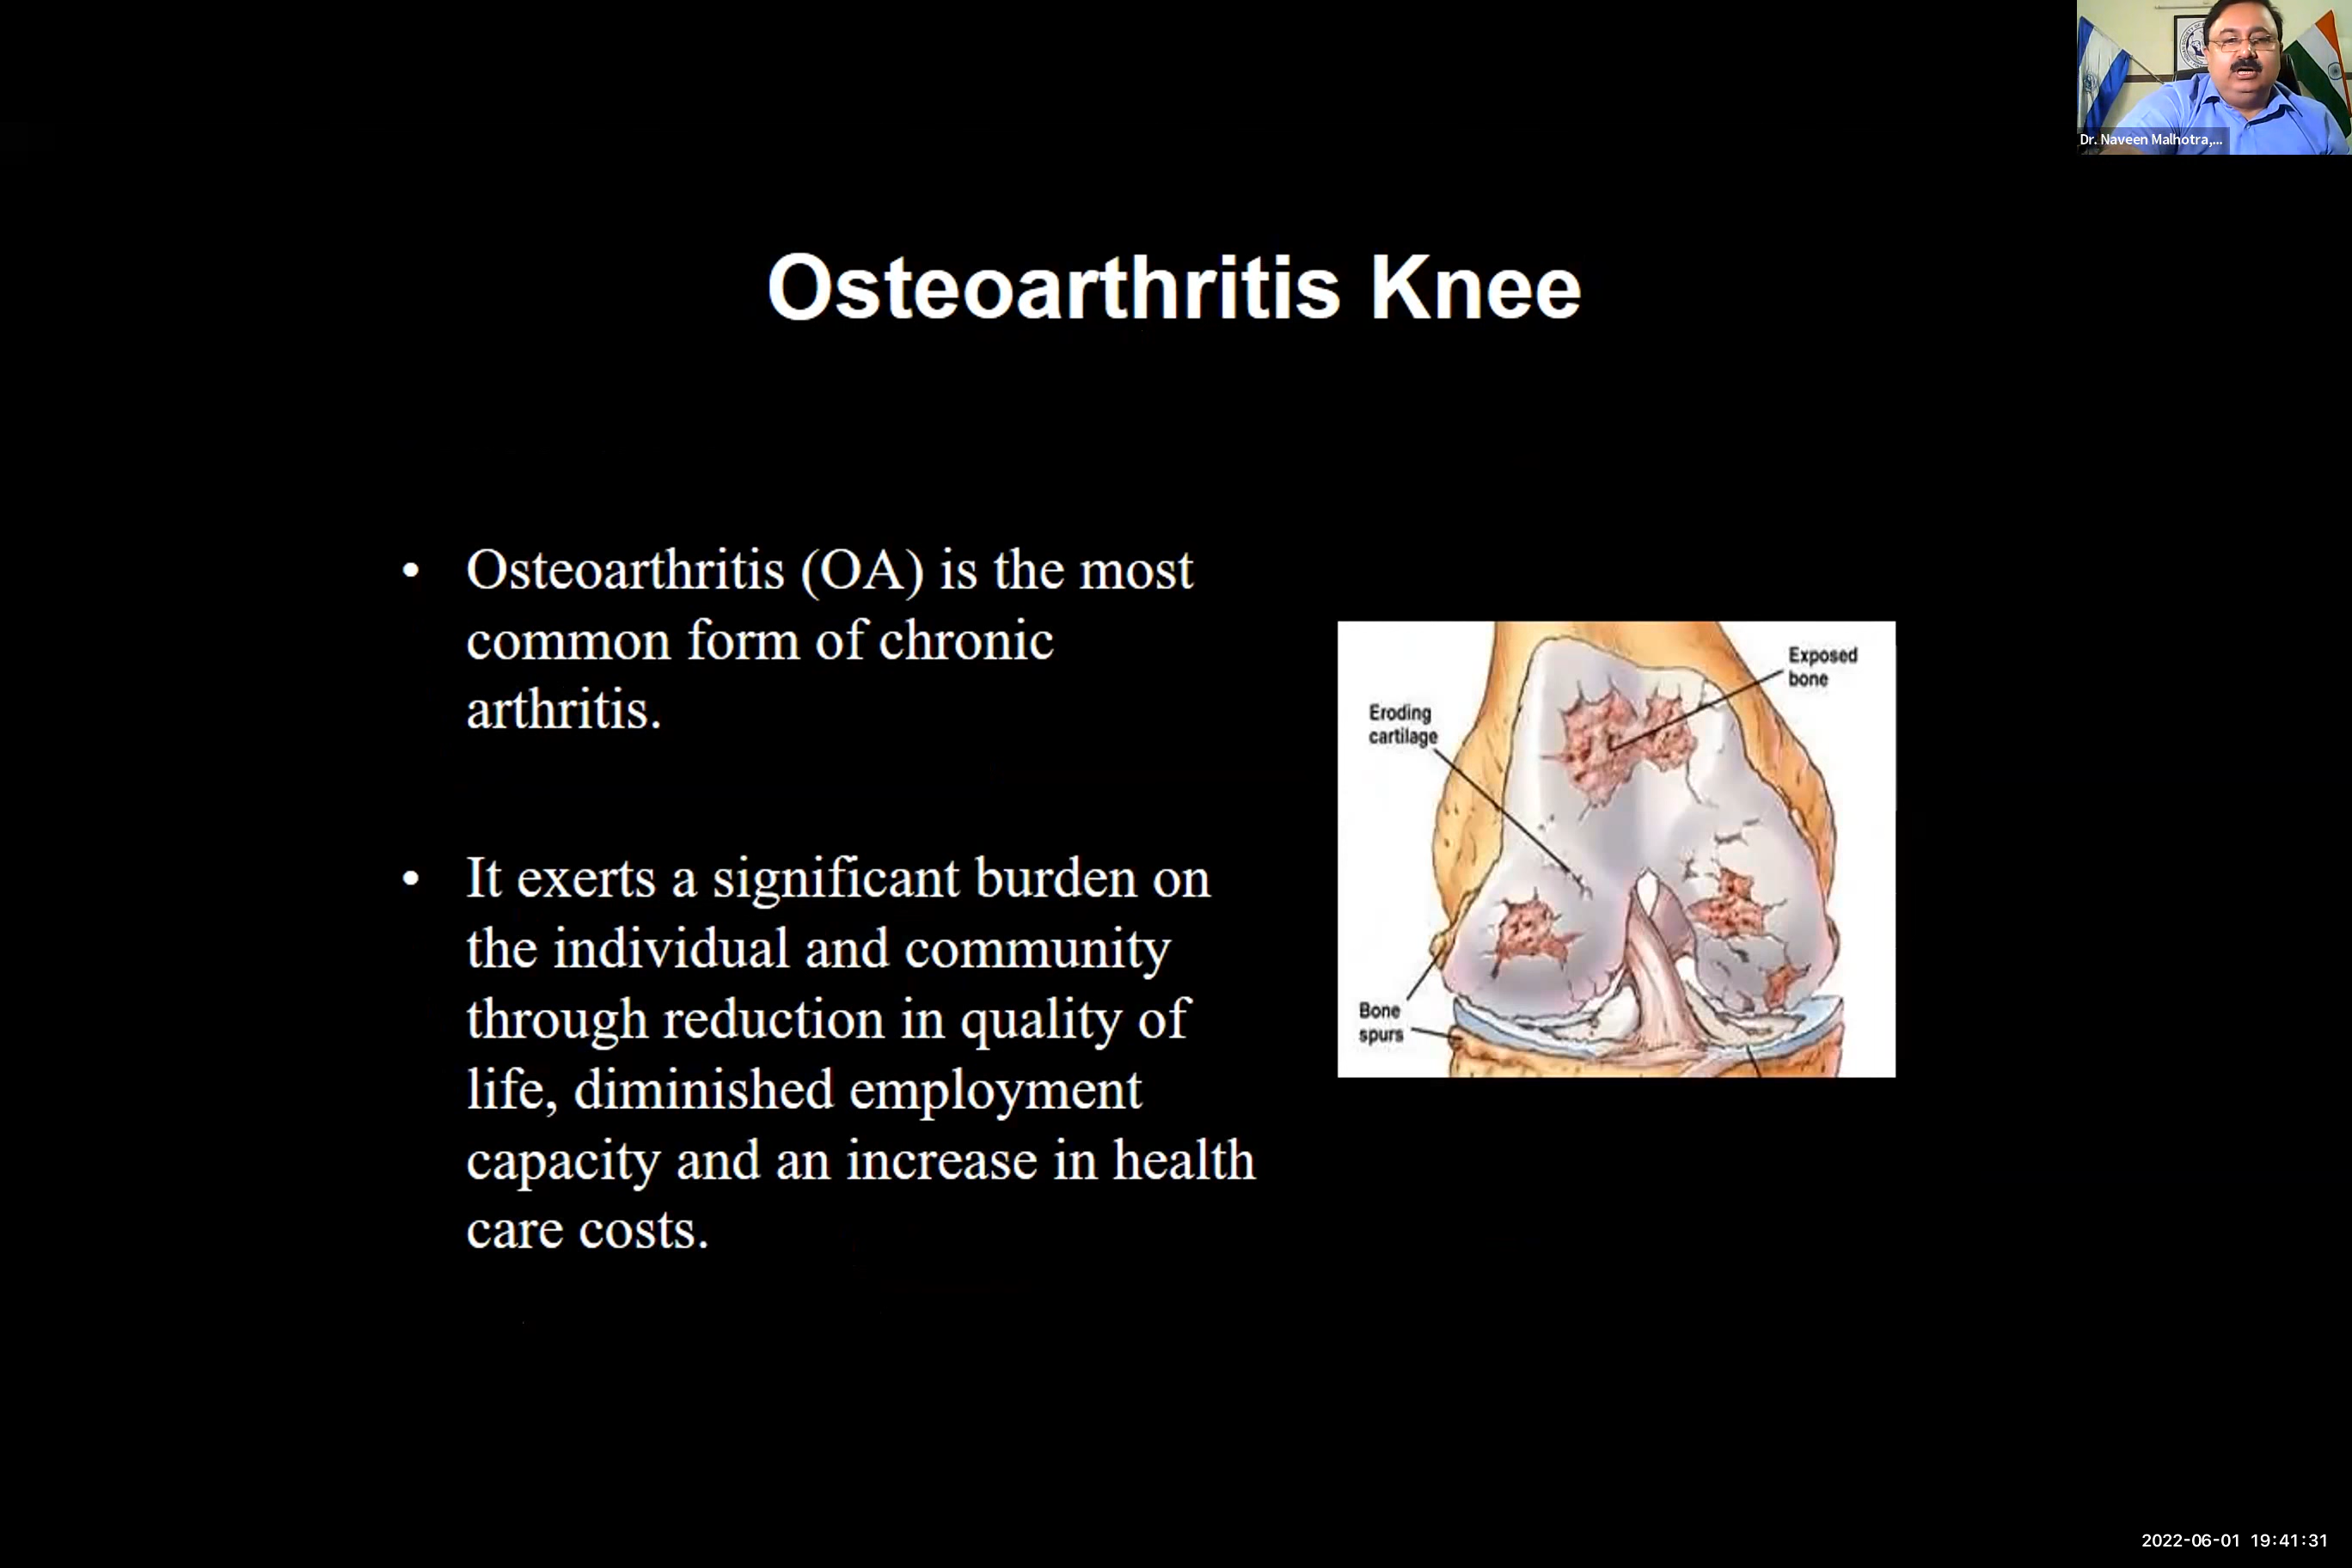 Dr. Naveen Malhotra,...
Osteoarthritis Knee
• Osteoarthritis (OA) is the most
common form of chronic
arthritis.
• It exerts a significant burden on
the individual and community
through reduction in quality of
life, diminished employment
capacity and an increase in health
care costs.
Exposed
bone
Eroding
cartilage
Bone
spurs
2022-06-01 19:41:31